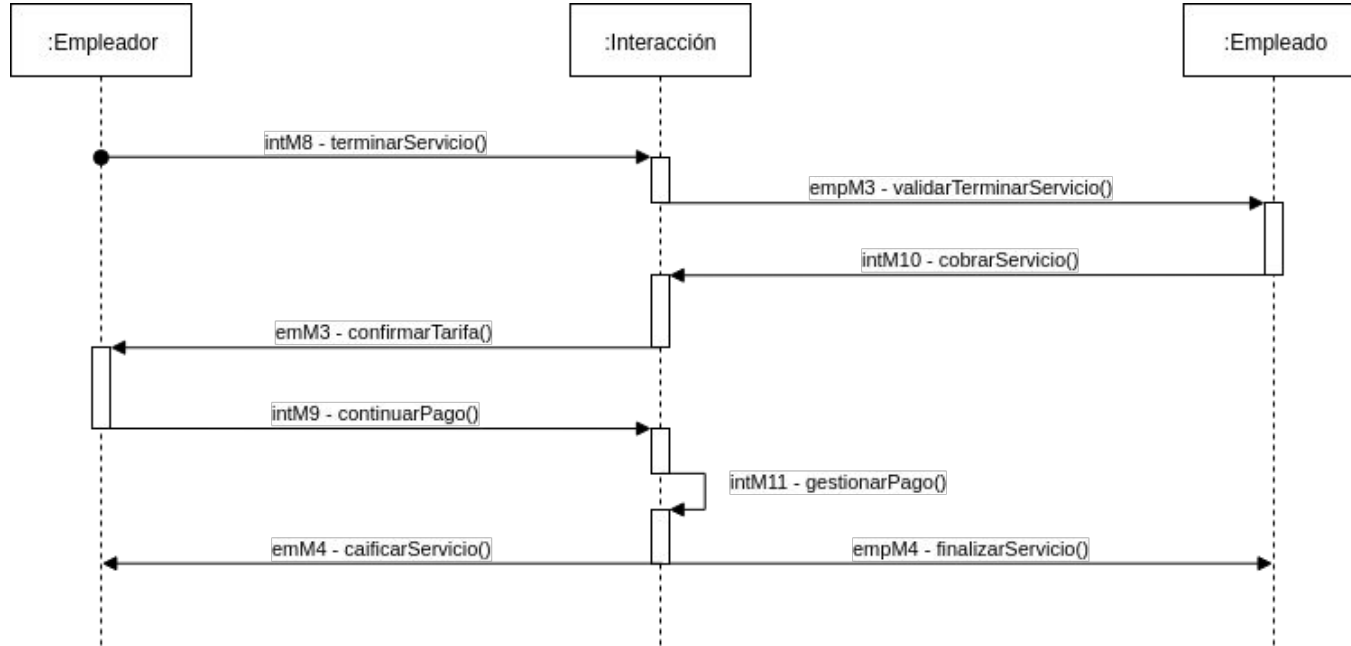 :Empleador
:Interacción
:Empleado
intM8 - terminarServicio()
empM3 - validarTerminarServicio()
intM10 - cobrarServicio()
emM3 - confirmarTarifa()
intM9 - continuarPago()
intM11 - gestionarPago()
emM4 - caificarServicio()
empM4 - finalizarServicio()